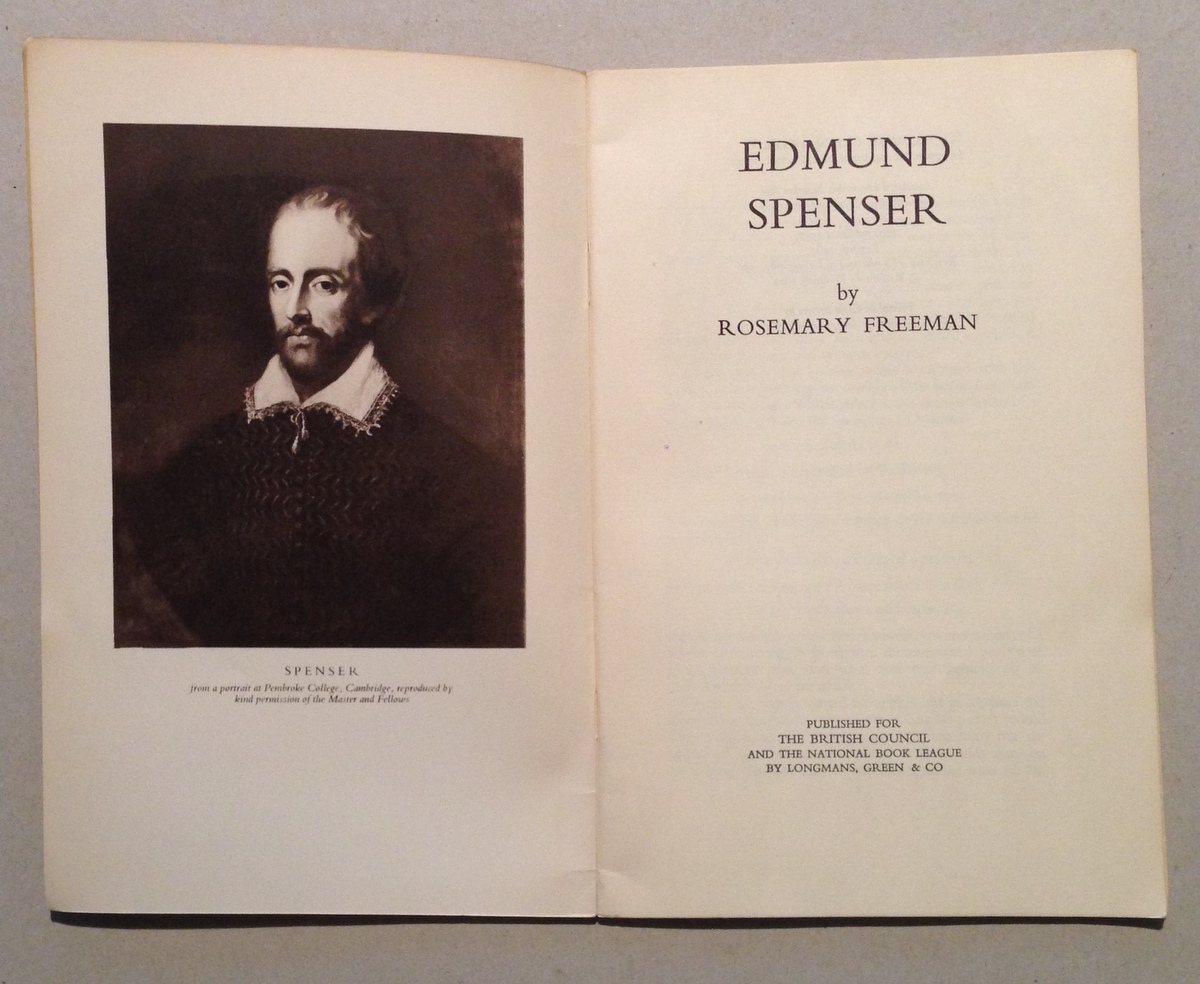 SPENSER
from a portrait at Pembroke College, Cambridge, reproduced by
kind permission of the Master and Fellows
EDMUND
SPENSER
by
ROSEMARY FREEMAN
PUBLISHED FOR
THE BRITISH COUNCIL
AND THE NATIONAL BOOK LEAGUE
BY LONGMANS, GREEN & CO